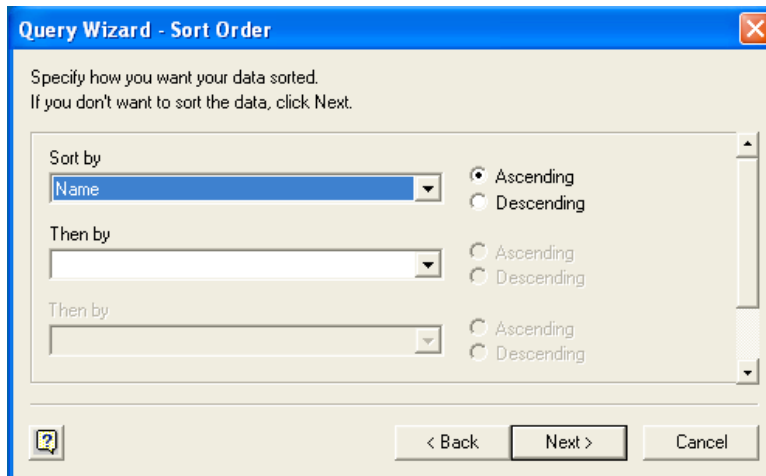 Query Wizard - Sort Order
Specify how you want your data sorted.
If you don't want to sort the data, click Next.
Sort by
Name
Ascending
Descending
Then by
Ascending
Descending
Then by
Ascending
Descending
?
< Back
Next >
Cancel